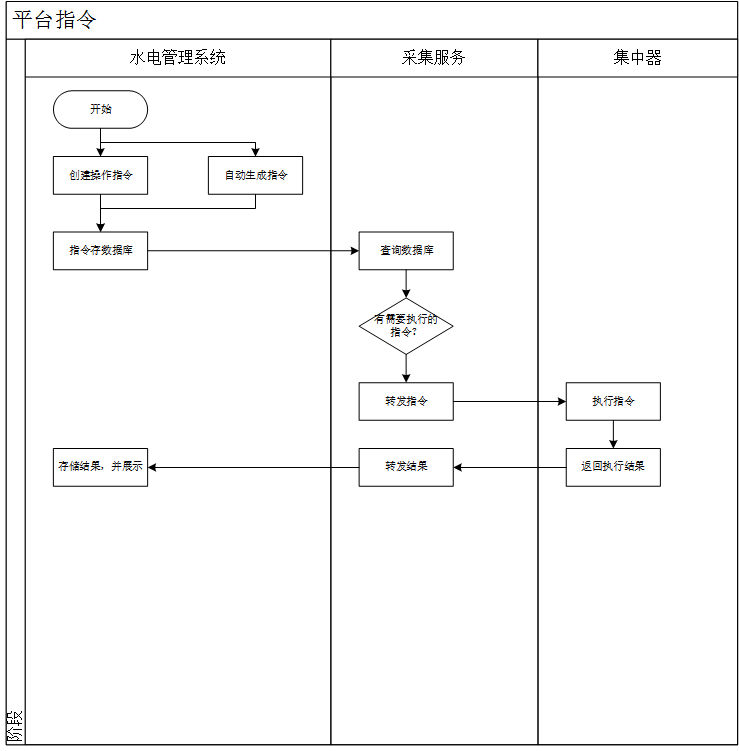 平台指令
水电管理系统
采集服务
集中器
开始
创建操作指令
自动生成指令
指令存数据库
查询数据库
有需要执行的
指令？
转发指令
执行指令
存储结果，并展示
转发结果
返回执行结果
阶段